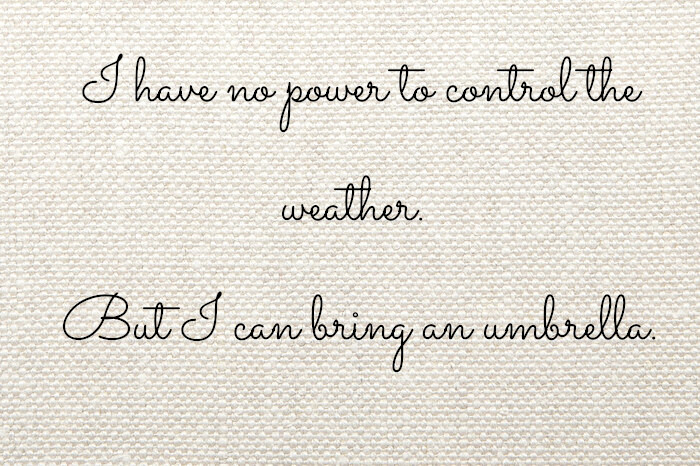 I have no power to control the
weather.
But I can bring an umbrella.